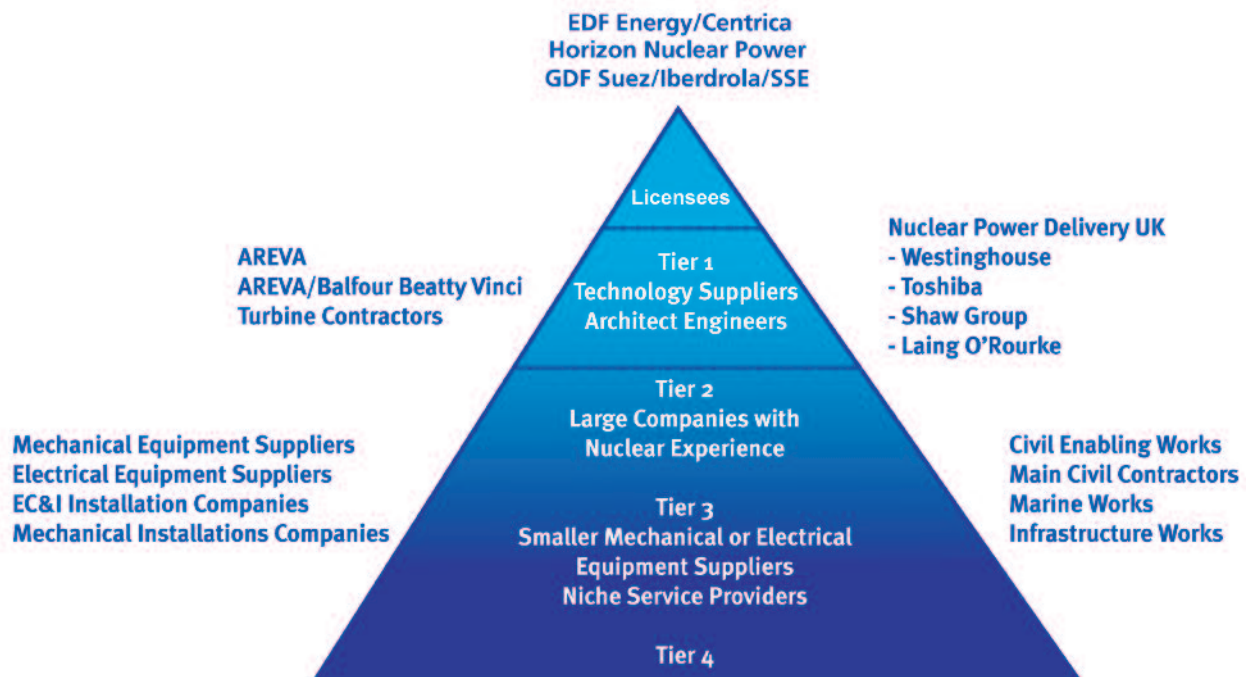 EDF Energy/Centrica
Horizon Nuclear Power
GDF Suez/Iberdrola/SSE
Licensees
AREVA
AREVA/Balfour Beatty Vinci
Turbine Contractors
Tier 1
Technology Suppliers
Architect Engineers
Nuclear Power Delivery UK
- Westinghouse
- Toshiba
- Shaw Group
- Laing O'Rourke
Tier 2
Large Companies with
Nuclear Experience
Mechanical Equipment Suppliers
Electrical Equipment Suppliers
EC&I Installation Companies
Mechanical Installations Companies
Tier 3
Smaller Mechanical or Electrical
Equipment Suppliers
Niche Service Providers
Civil Enabling Works
Main Civil Contractors
Marine Works
Infrastructure Works
Tier 4